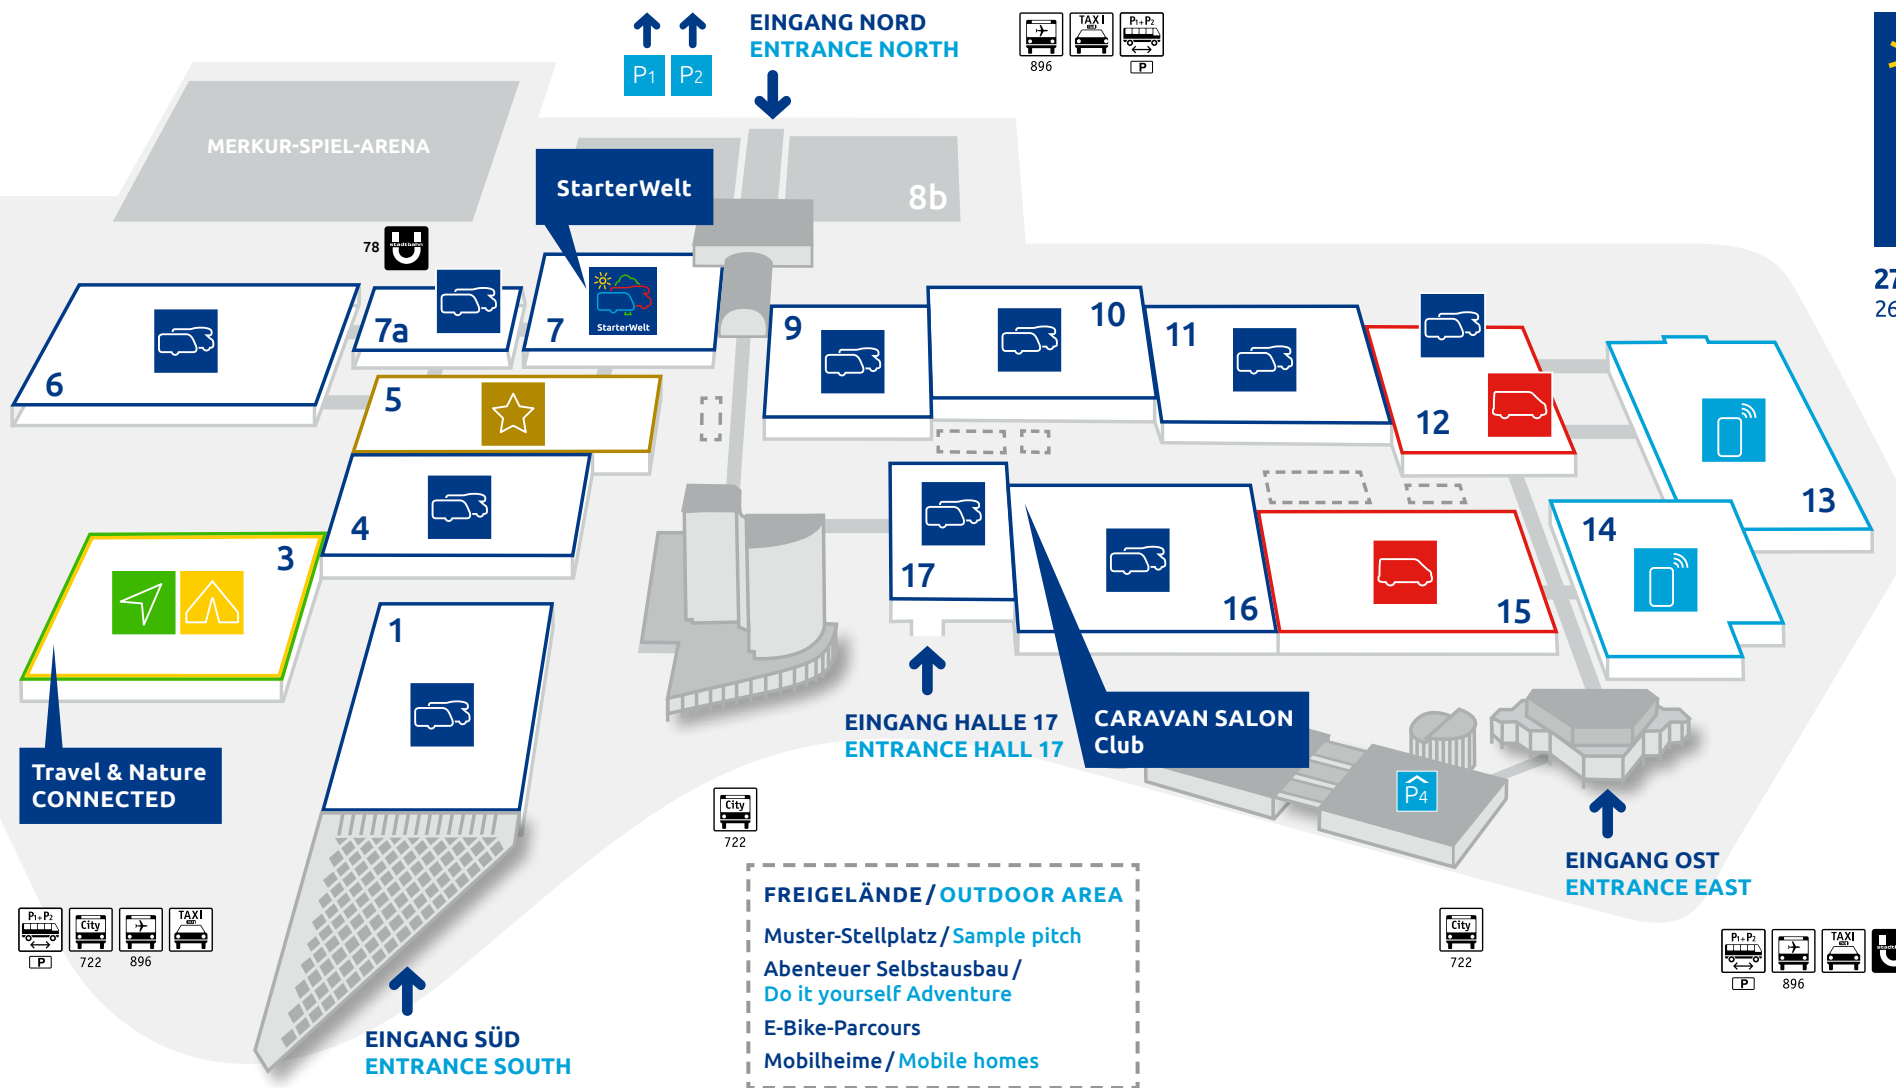 EINGANG NORD
ENTRANCE NORTH
P1 P2
896
TAXI
P1+P2
P
MERKUR-SPIEL-ARENA
8b
StarterWelt
78
stadtbahn
27
26
6
7a
7
StarterWelt
9
10
11
12
13
5
4
3
14
17
16
15
1
EINGANG HALLE 17
ENTRANCE HALL 17
CARAVAN SALON
Club
Travel & Nature
CONNECTED
P4
City
722
EINGANG OST
ENTRANCE EAST
FREIGELÄNDE / OUTDOOR AREA
Muster-Stellplatz / Sample pitch
Abenteuer Selbstausbau /
Do it yourself Adventure
E-Bike-Parcours
Mobilheime / Mobile homes
P1+P2
P
City
722
896
TAXI
City
722
P1+P2
P
896
TAXI
EINGANG SÜD
ENTRANCE SOUTH